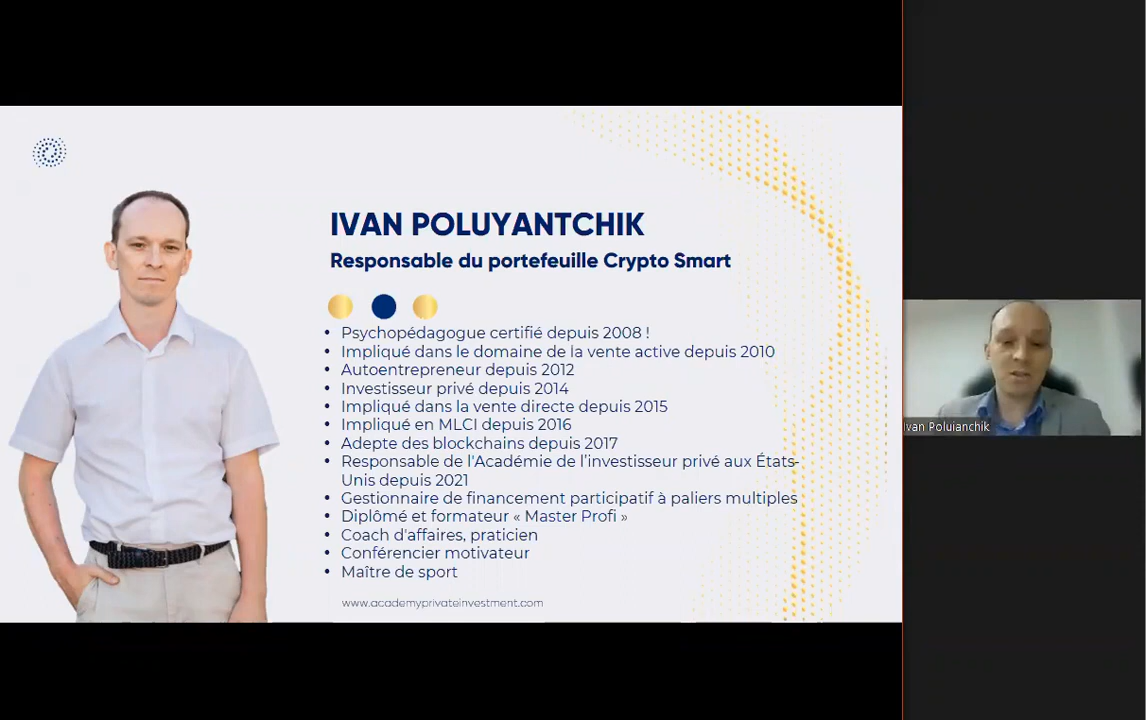 IVAN POLUYANTCHIK
Responsable du portefeuille Crypto Smart
• Psychopédagogue certifié depuis 2008 !
• Impliqué dans le domaine de la vente active depuis 2010
• Autoentrepreneur depuis 2012
• Investisseur privé depuis 2014
• Impliqué dans la vente directe depuis 2015
• Impliqué en MLCI depuis 2016
• Adepte des blockchains depuis 2017
• Responsable de l'Académie de l’investisseur privé aux États-
Unis depuis 2021
• Gestionnaire de financement participatif à paliers multiples
• Diplômé et formateur « Master Profi »
• Coach d'affaires, praticien
• Conférencier motivateur
• Maître de sport
www.academyprivateinvestment.com
Ivan Poluianchik